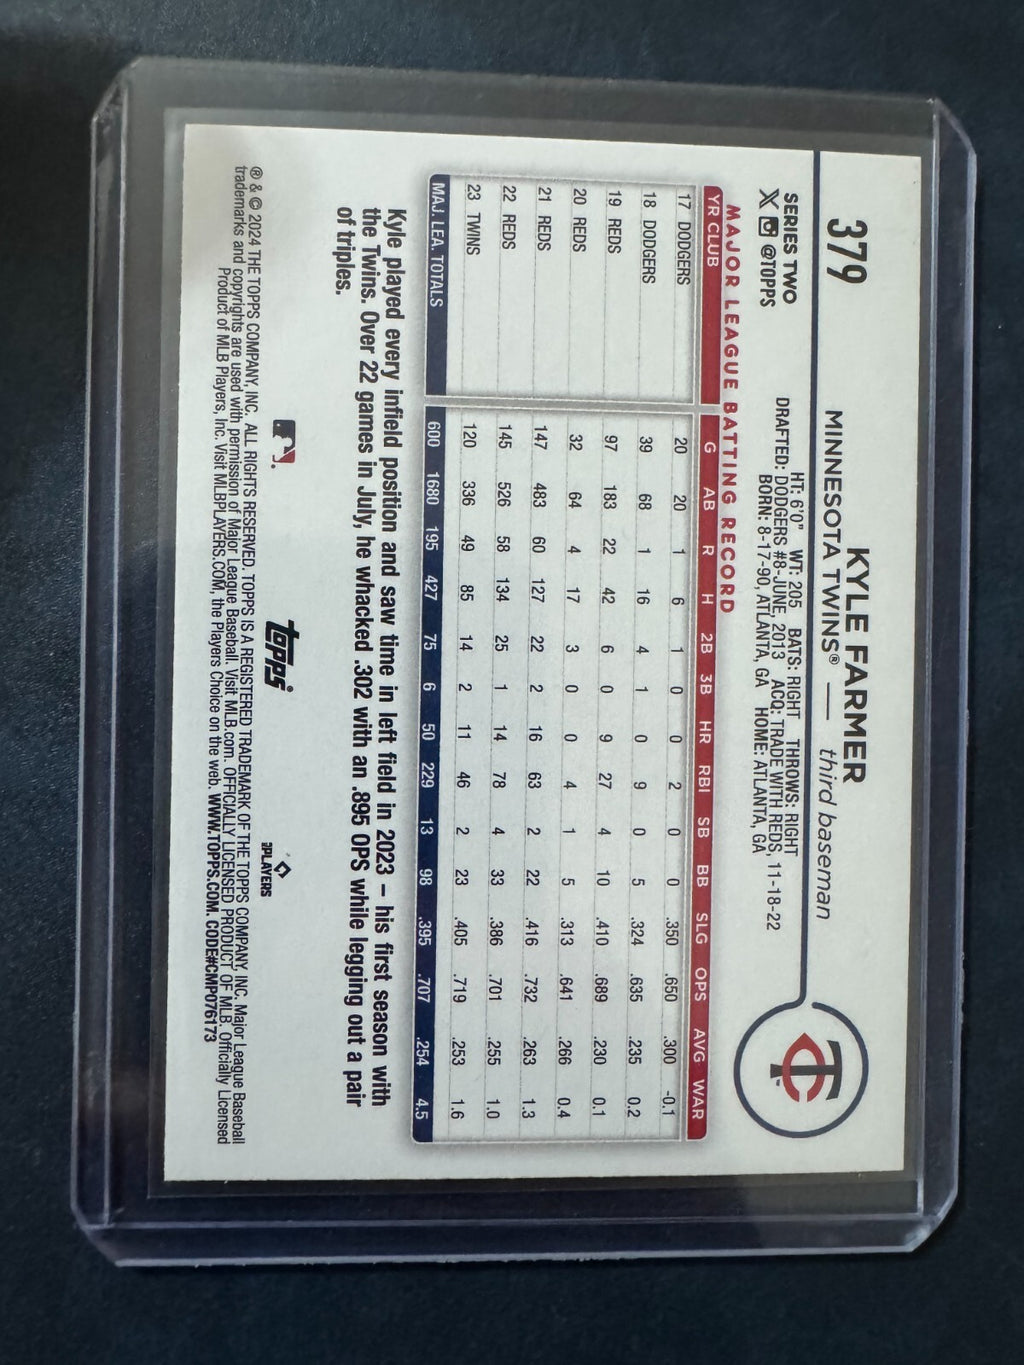 379
KYLE FARMER
MINNESOTA TWINS® — third baseman
SERIES TWO
@TOPPS
HT: 6'0" WT: 205 BATS: RIGHT THROWS: RIGHT
DRAFTED: DODGERS #8-JUNE, 2013 ACQ: TRADE WITH REDS, 11-18-22
BORN: 8-17-90, ATLANTA, GA HOME: ATLANTA, GA
TC
MAJOR LEAGUE BATTING RECORD
YR CLUB G AB R H 2B 3B HR RBI SB BB SLG OPS AVG WAR
17 DODGERS 20 20 1 6 1 0 0 2 0 0 .350 .650 .300 -0.1
18 DODGERS 39 68 1 16 4 1 0 9 0 5 .324 .635 .235 0.2
19 REDS 97 183 22 42 6 0 9 27 4 10 .410 .689 .230 0.1
20 REDS 32 64 4 17 3 0 0 4 1 5 .313 .641 .266 0.4
21 REDS 147 483 60 127 22 2 16 63 2 22 .416 .732 .263 1.3
22 REDS 145 526 58 134 25 1 14 78 4 33 .386 .701 .255 1.0
23 TWINS 120 336 49 85 14 2 11 46 2 23 .405 .719 .253 1.6
MAJ. LEA. TOTALS 600 1680 195 427 75 6 50 229 13 98 .395 .707 .254 4.5
Kyle played every infield position and saw time in left field in 2023 – his first season with
the Twins. Over 22 games in July, he whacked .302 with an .895 OPS while legging out a pair
of triples.
topps
PLAYERS
® & © 2024 THE TOPPS COMPANY, INC. ALL RIGHTS RESERVED. TOPPS IS A REGISTERED TRADEMARK OF THE TOPPS COMPANY, INC. Major League Baseball
trademarks and copyrights are used with permission of Major League Baseball. Visit MLB.com. OFFICIALLY LICENSED PRODUCT OF MLB. Officially Licensed
Product of MLB Players, Inc. Visit MLBPLAYERS.COM, the Players Choice on the web. WWW.TOPPS.COM. CODE#CMP076173